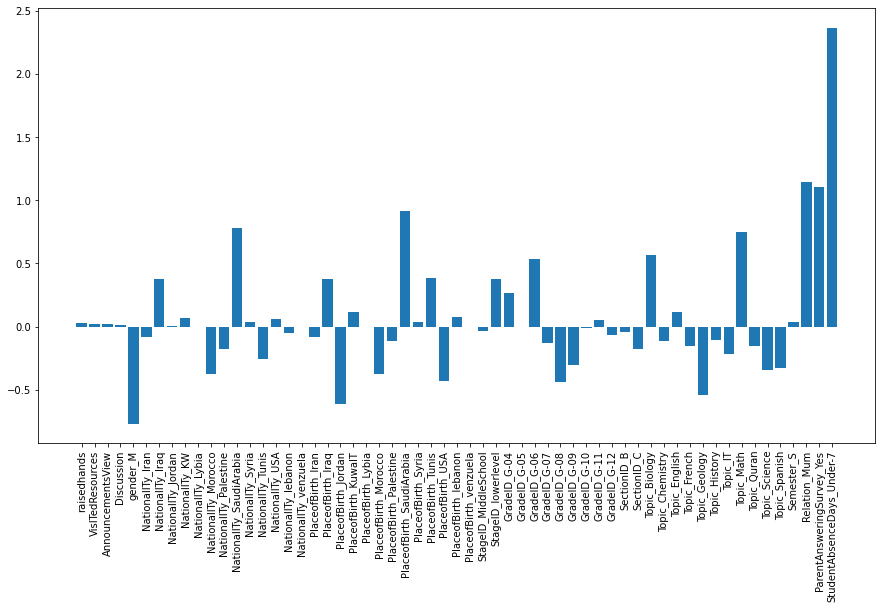 2.5
2.0
1.5
1.0
0.5
0.0
−0.5
raisedhands
VisITedResources
AnnouncementsView
Discussion
gender_M
NationalITy_Iran
NationalITy_Iraq
NationalITy_Jordan
NationalITy_KW
NationalITy_Lybia
NationalITy_Morocco
NationalITy_Palestine
NationalITy_SaudiArabia
NationalITy_Syria
NationalITy_Tunis
NationalITy_USA
NationalITy_lebanon
NationalITy_venzuela
PlaceofBirth_Iran
PlaceofBirth_Iraq
PlaceofBirth_Jordan
PlaceofBirth_KuwaIT
PlaceofBirth_Lybia
PlaceofBirth_Morocco
PlaceofBirth_Palestine
PlaceofBirth_SaudiArabia
PlaceofBirth_Syria
PlaceofBirth_Tunis
PlaceofBirth_USA
PlaceofBirth_lebanon
PlaceofBirth_venzuela
StageID_MiddleSchool
StageID_lowerlevel
GradeID_G-04
GradeID_G-05
GradeID_G-06
GradeID_G-07
GradeID_G-08
GradeID_G-09
GradeID_G-10
GradeID_G-11
GradeID_G-12
SectionID_B
SectionID_C
Topic_Biology
Topic_Chemistry
Topic_English
Topic_French
Topic_Geology
Topic_History
Topic_IT
Topic_Math
Topic_Quran
Topic_Science
Topic_Spanish
Semester_S
Relation_Mum
ParentAnsweringSurvey_Yes
StudentAbsenceDays_Under-7